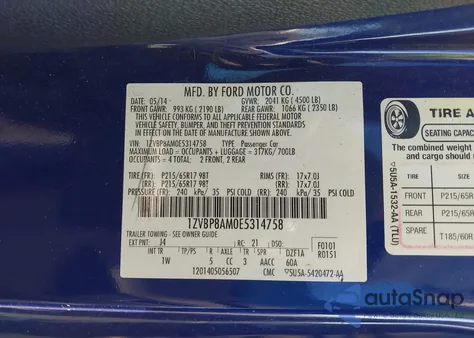 MFD. BY FORD MOTOR CO.
DATE: 05/14 GVWR: 2041 KG ( 4500 LB)
FRONT GAWR: 993 KG ( 2190 LB) REAR GAWR: 1066 KG ( 2350 LB)
THIS VEHICLE CONFORMS TO ALL APPLICABLE FEDERAL MOTOR
VEHICLE SAFETY, BUMPER, AND THEFT PREVENTION STANDARDS IN
EFFECT ON THE DATE OF MANUFACTURE SHOWN ABOVE.
VIN: 1ZVBP8AM0E5314758 TYPE: Passenger Car
MAXIMUM LOAD = OCCUPANTS + LUGGAGE = 317KG/ 700LB
OCCUPANTS = 4 TOTAL: 2 FRONT, 2 REAR
TIRE(FR): P215/65R17 98T RIMS(FR): 17x7.0J
(RR): P215/65R17 98T (RR): 17x7.0J
PRESSURE(FR): 240 kPa/ 35 PSI COLD (RR): 240 kPa/ 35 PSI COLD
1ZVBP8AM0E5314758
TRAILER TOWING - SEE OWNER GUIDE
EXT PNT: J4 RC: 21 DSO: F0101
R0151
INT TR TP/PS R AXLE TR SPR DZF1A
1W 5 CC 3 AACC 60A
1201405056507 CMC ▽5U5A-5420472-AA
TIRE A
SEATING CAPACI
The combined weight
and cargo should
TIRE SIZE
FRONT P215/65R
REAR P215/65R
SPARE T185/60R
▽5U5A-1532-AA (TLU)
autoSnap